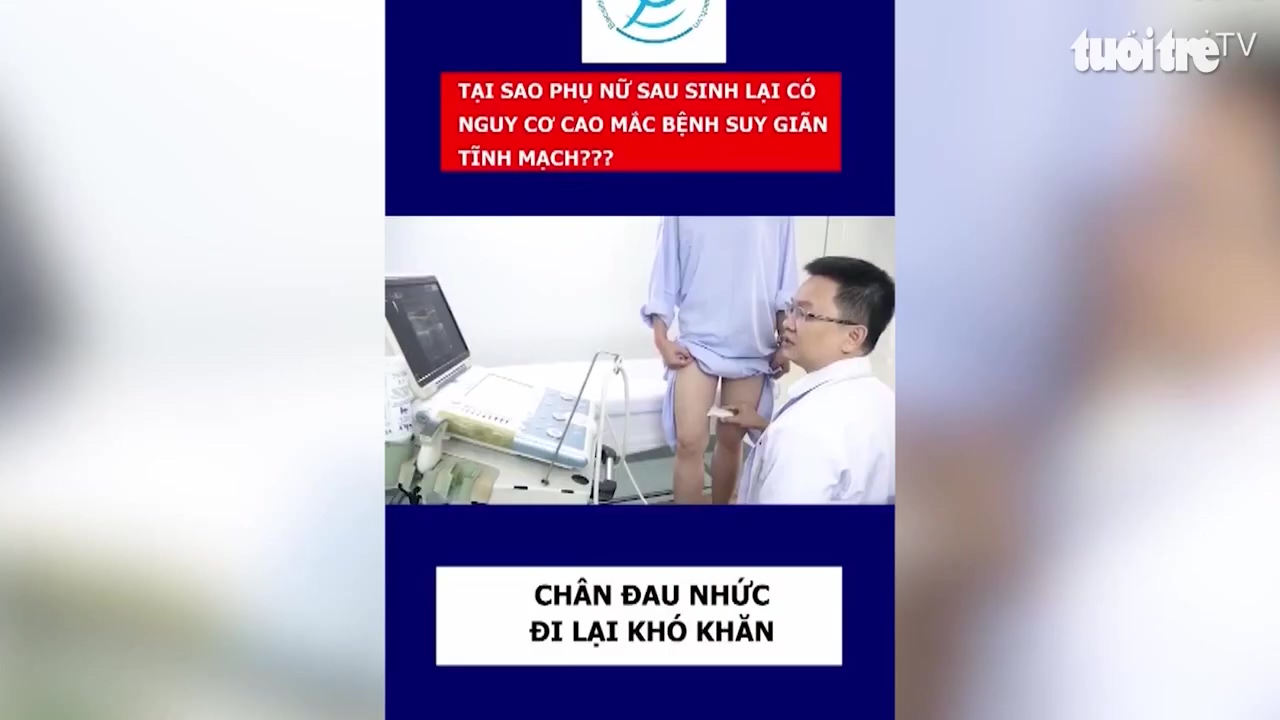 tuổi trẻ
TV
TẠI SAO PHỤ NỮ SAU SINH LẠI CÓ
NGUY CƠ CAO MẮC BỆNH SUY GIÃN
TĨNH MẠCH???
CHÂN ĐAU NHỨC
ĐI LẠI KHÓ KHĂN